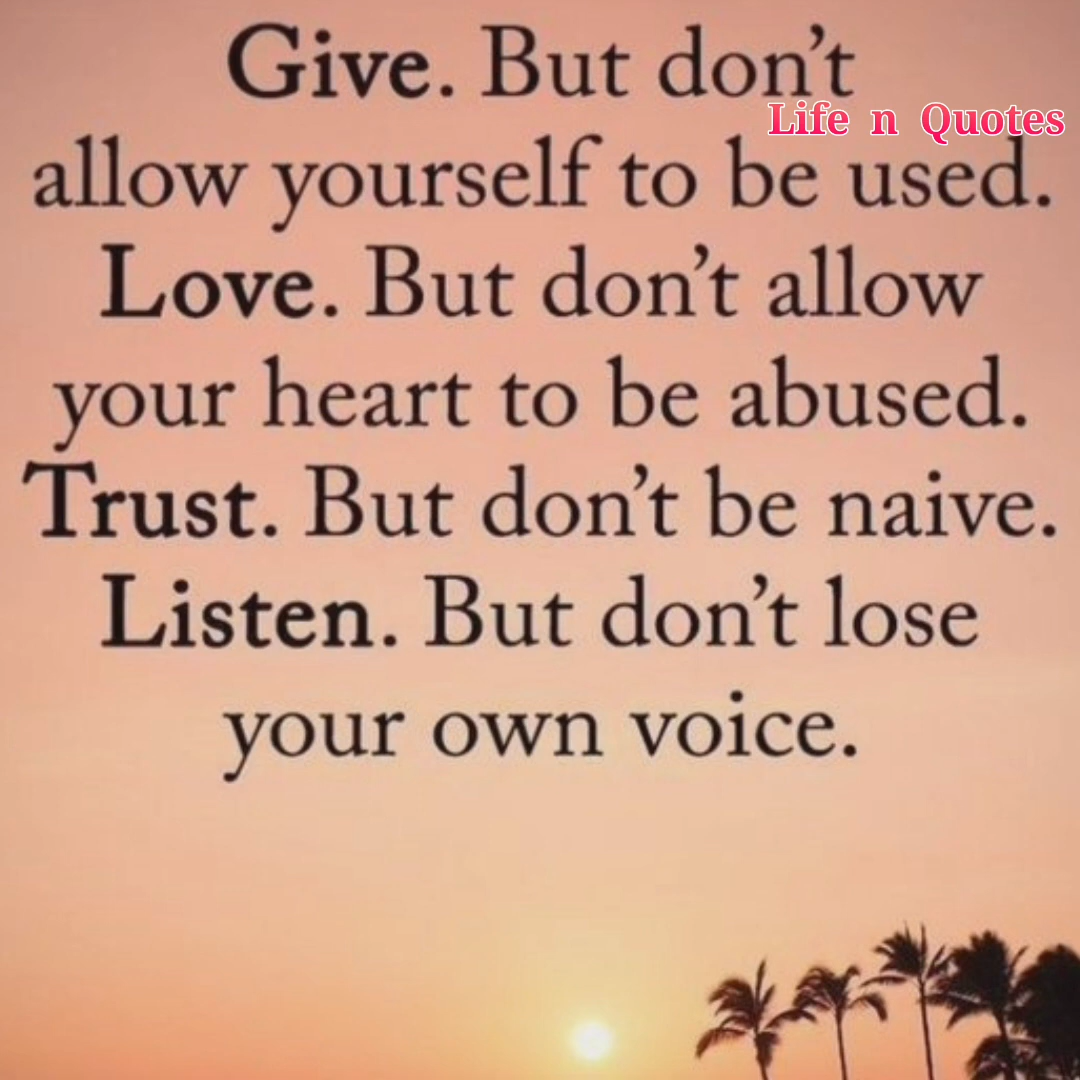 Give. But don’t
Life n Quotes
allow yourself to be used.
Love. But don’t allow
your heart to be abused.
Trust. But don’t be naive.
Listen. But don’t lose
your own voice.